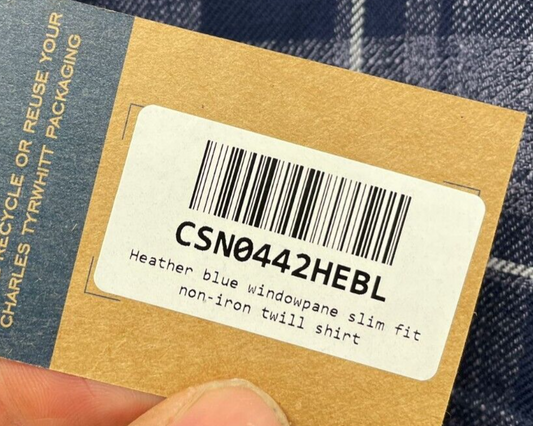 RECYCLE OR REUSE YOUR
CHARLES TYRWHITT PACKAGING
CSN0442HEBL
Heather blue windowpane slim fit
non-iron twill shirt